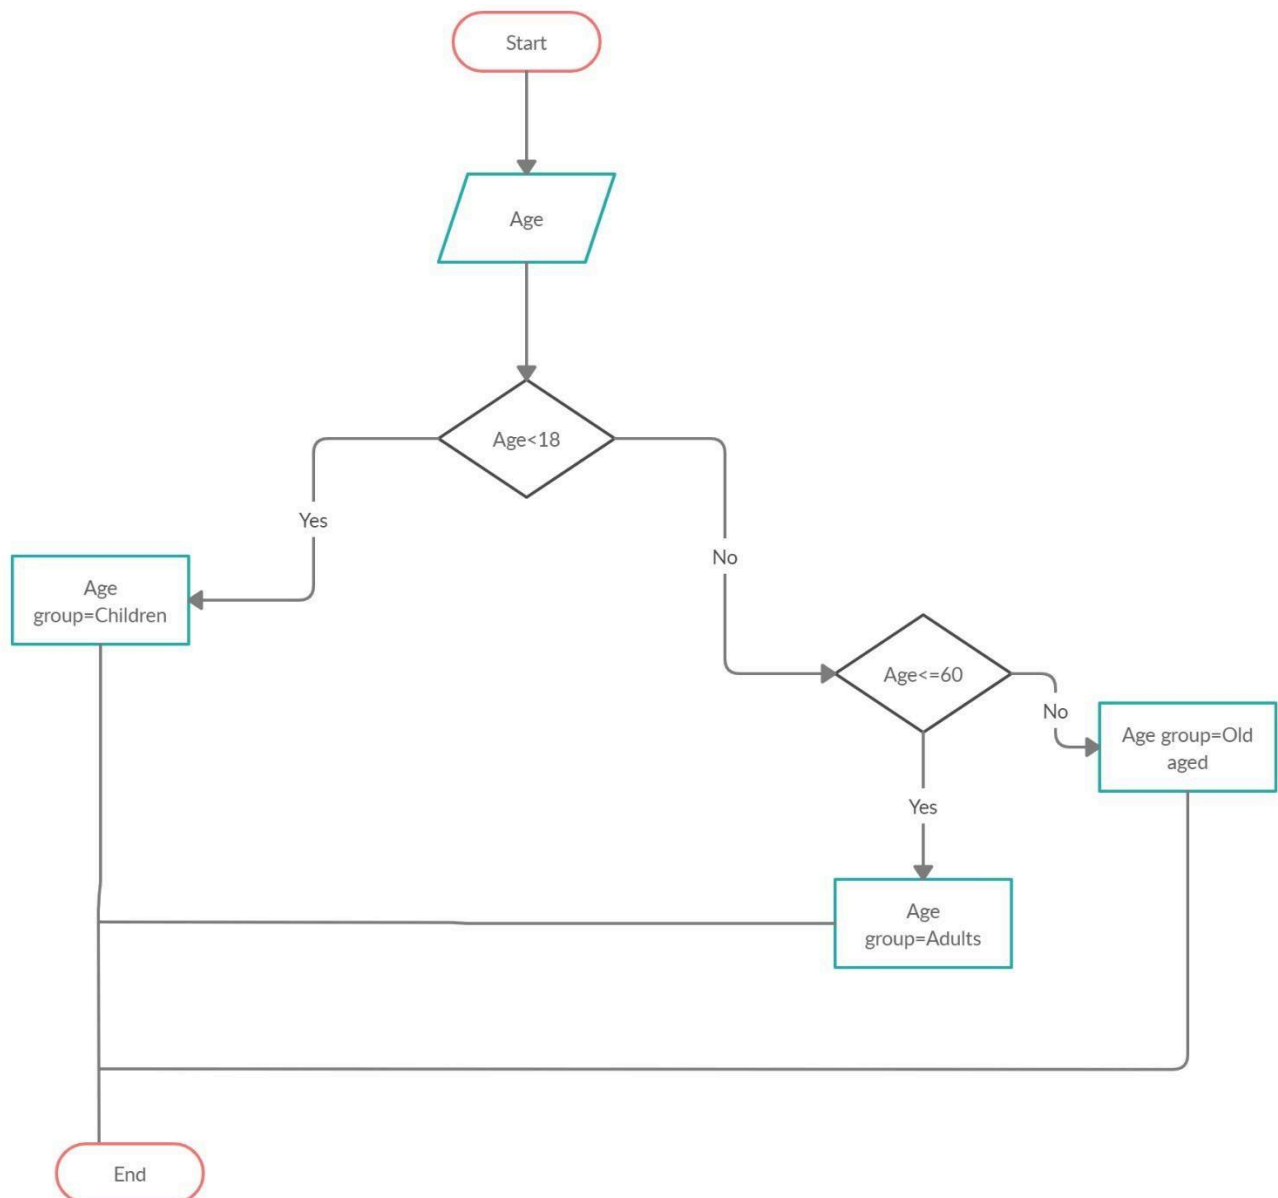 Start
Age
Age<18
Yes
No
Age
group=Children
Age<=60
No
Age group=Old
aged
Yes
Age
group=Adults
End